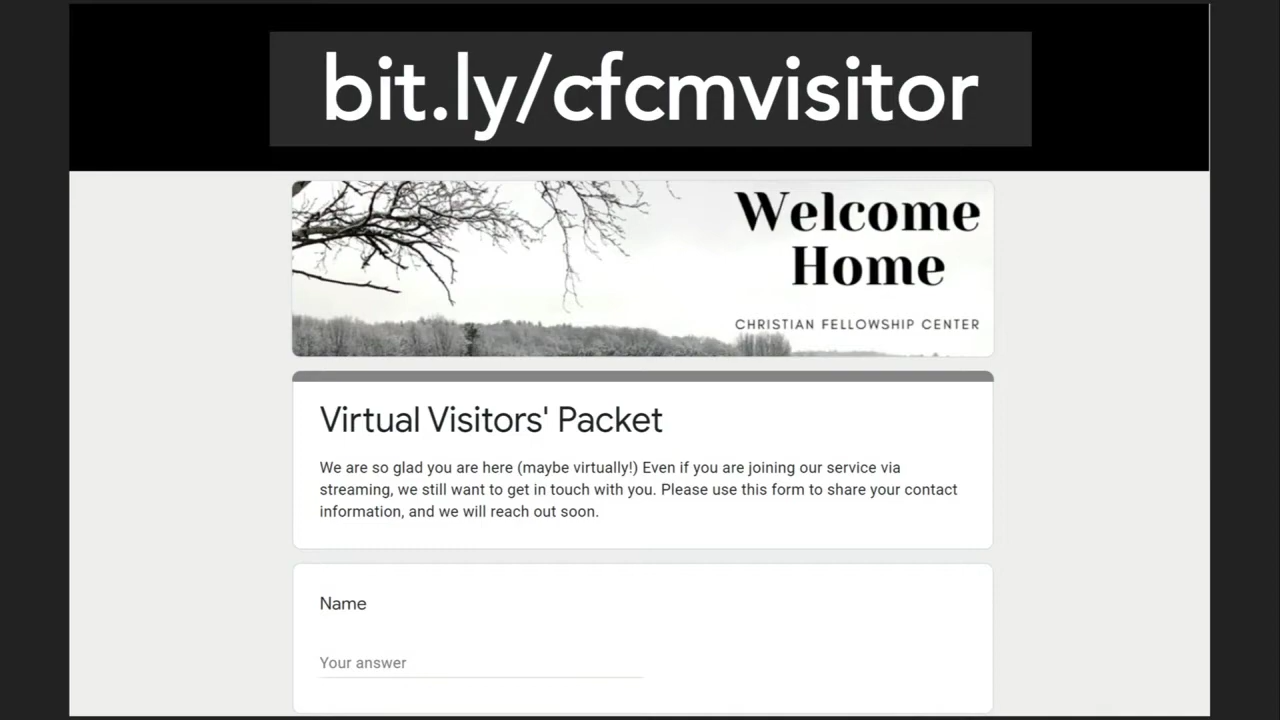 bit.ly/cfcmvisitor
Welcome
Home
CHRISTIAN FELLOWSHIP CENTER
Virtual Visitors' Packet
We are so glad you are here (maybe virtually!) Even if you are joining our service via
streaming, we still want to get in touch with you. Please use this form to share your contact
information, and we will reach out soon.
Name
Your answer